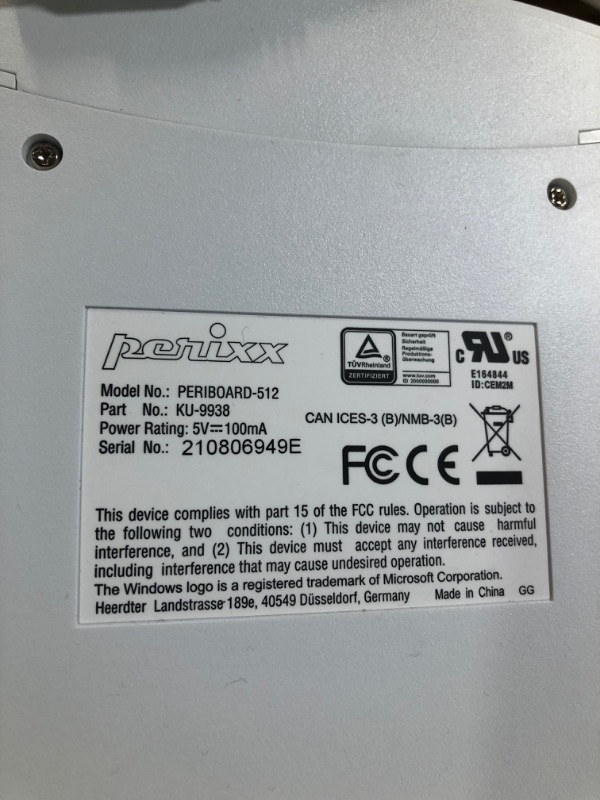 perixx
Model No.: PERIBOARD-512
Part No.: KU-9938
Power Rating: 5V⎓100mA
Serial No.: 210806949E
TÜVRheinland
ZERTIFIZIERT
Bauart geprüft
Sicherheit
Regelmäßige
Produktions-
überwachung
www.tuv.com
ID 2000000000
c RU ® US
E164844
ID:CEM2M
CAN ICES-3 (B)/NMB-3(B)
FC CE
This device complies with part 15 of the FCC rules. Operation is subject to
the following two conditions: (1) This device may not cause harmful
interference, and (2) This device must accept any interference received,
including interference that may cause undesired operation.
The Windows logo is a registered trademark of Microsoft Corporation.
Heerdter Landstrasse 189e, 40549 Düsseldorf, Germany Made in China GG